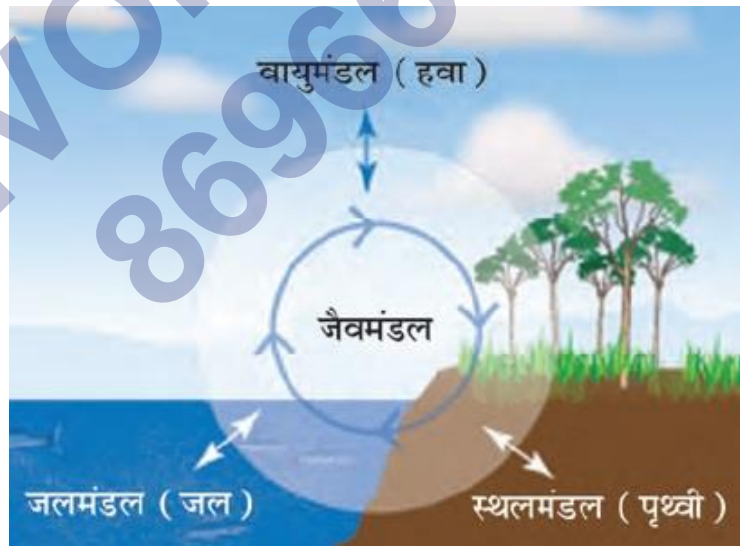 वायुमंडल ( हवा )
जैवमंडल
जलमंडल ( जल )
स्थलमंडल ( पृथ्वी )